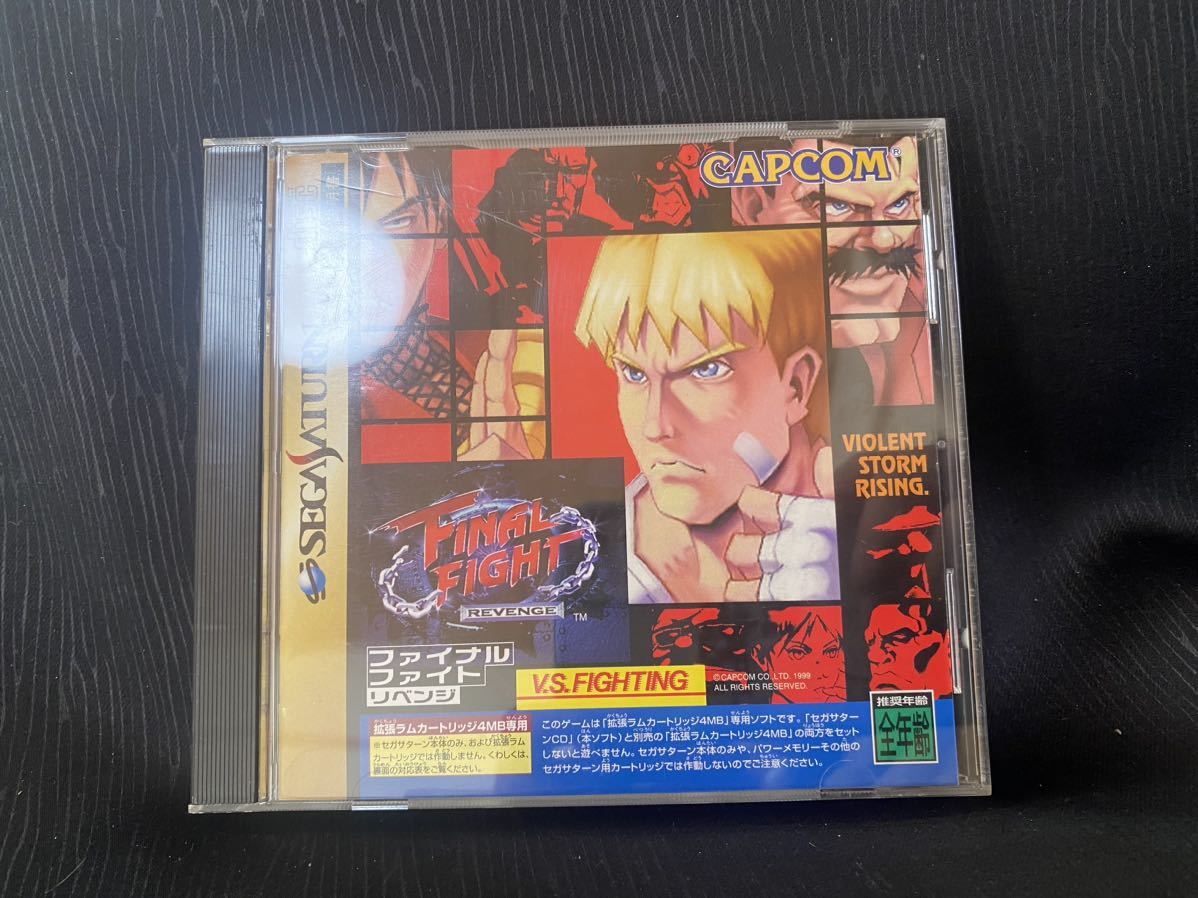 CAPCOM®
SEGA SATURN
VIOLENT
STORM
RISING.
FINAL
FIGHT
REVENGE
TM
ファイナル
ファイト
リベンジ
V.S.FIGHTING
©CAPCOM CO.,LTD. 1999
ALL RIGHTS RESERVED.
推奨年齢
全年齢
拡張ラムカートリッジ4MB専用
※セガサターン本体のみ、および拡張ラム
カートリッジでは作動しません。くわしくは、
裏面の対応表をご覧ください。
このゲームは「拡張ラムカートリッジ4MB」専用ソフトです。「セガサター
ンCD」(本ソフト)と別売の「拡張ラムカートリッジ4MB」の両方をセット
しないと遊べません。セガサターン本体のみや、パワーメモリーその他の
セガサターン用カートリッジでは作動しないのでご注意ください。